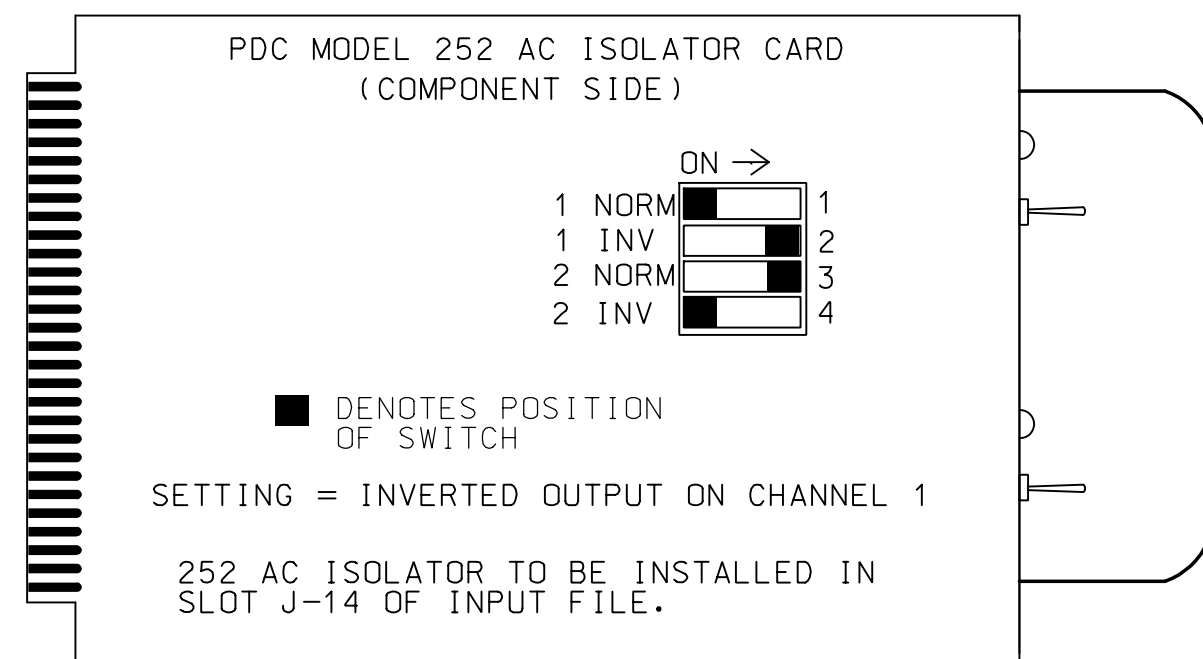 PDC MODEL 252 AC ISOLATOR CARD
(COMPONENT SIDE)
ON
1 NORM 1
1 INV 2
2 NORM 3
2 INV 4
DENOTES POSITION
OF SWITCH
SETTING = INVERTED OUTPUT ON CHANNEL 1
252 AC ISOLATOR TO BE INSTALLED IN
SLOT J-14 OF INPUT FILE.